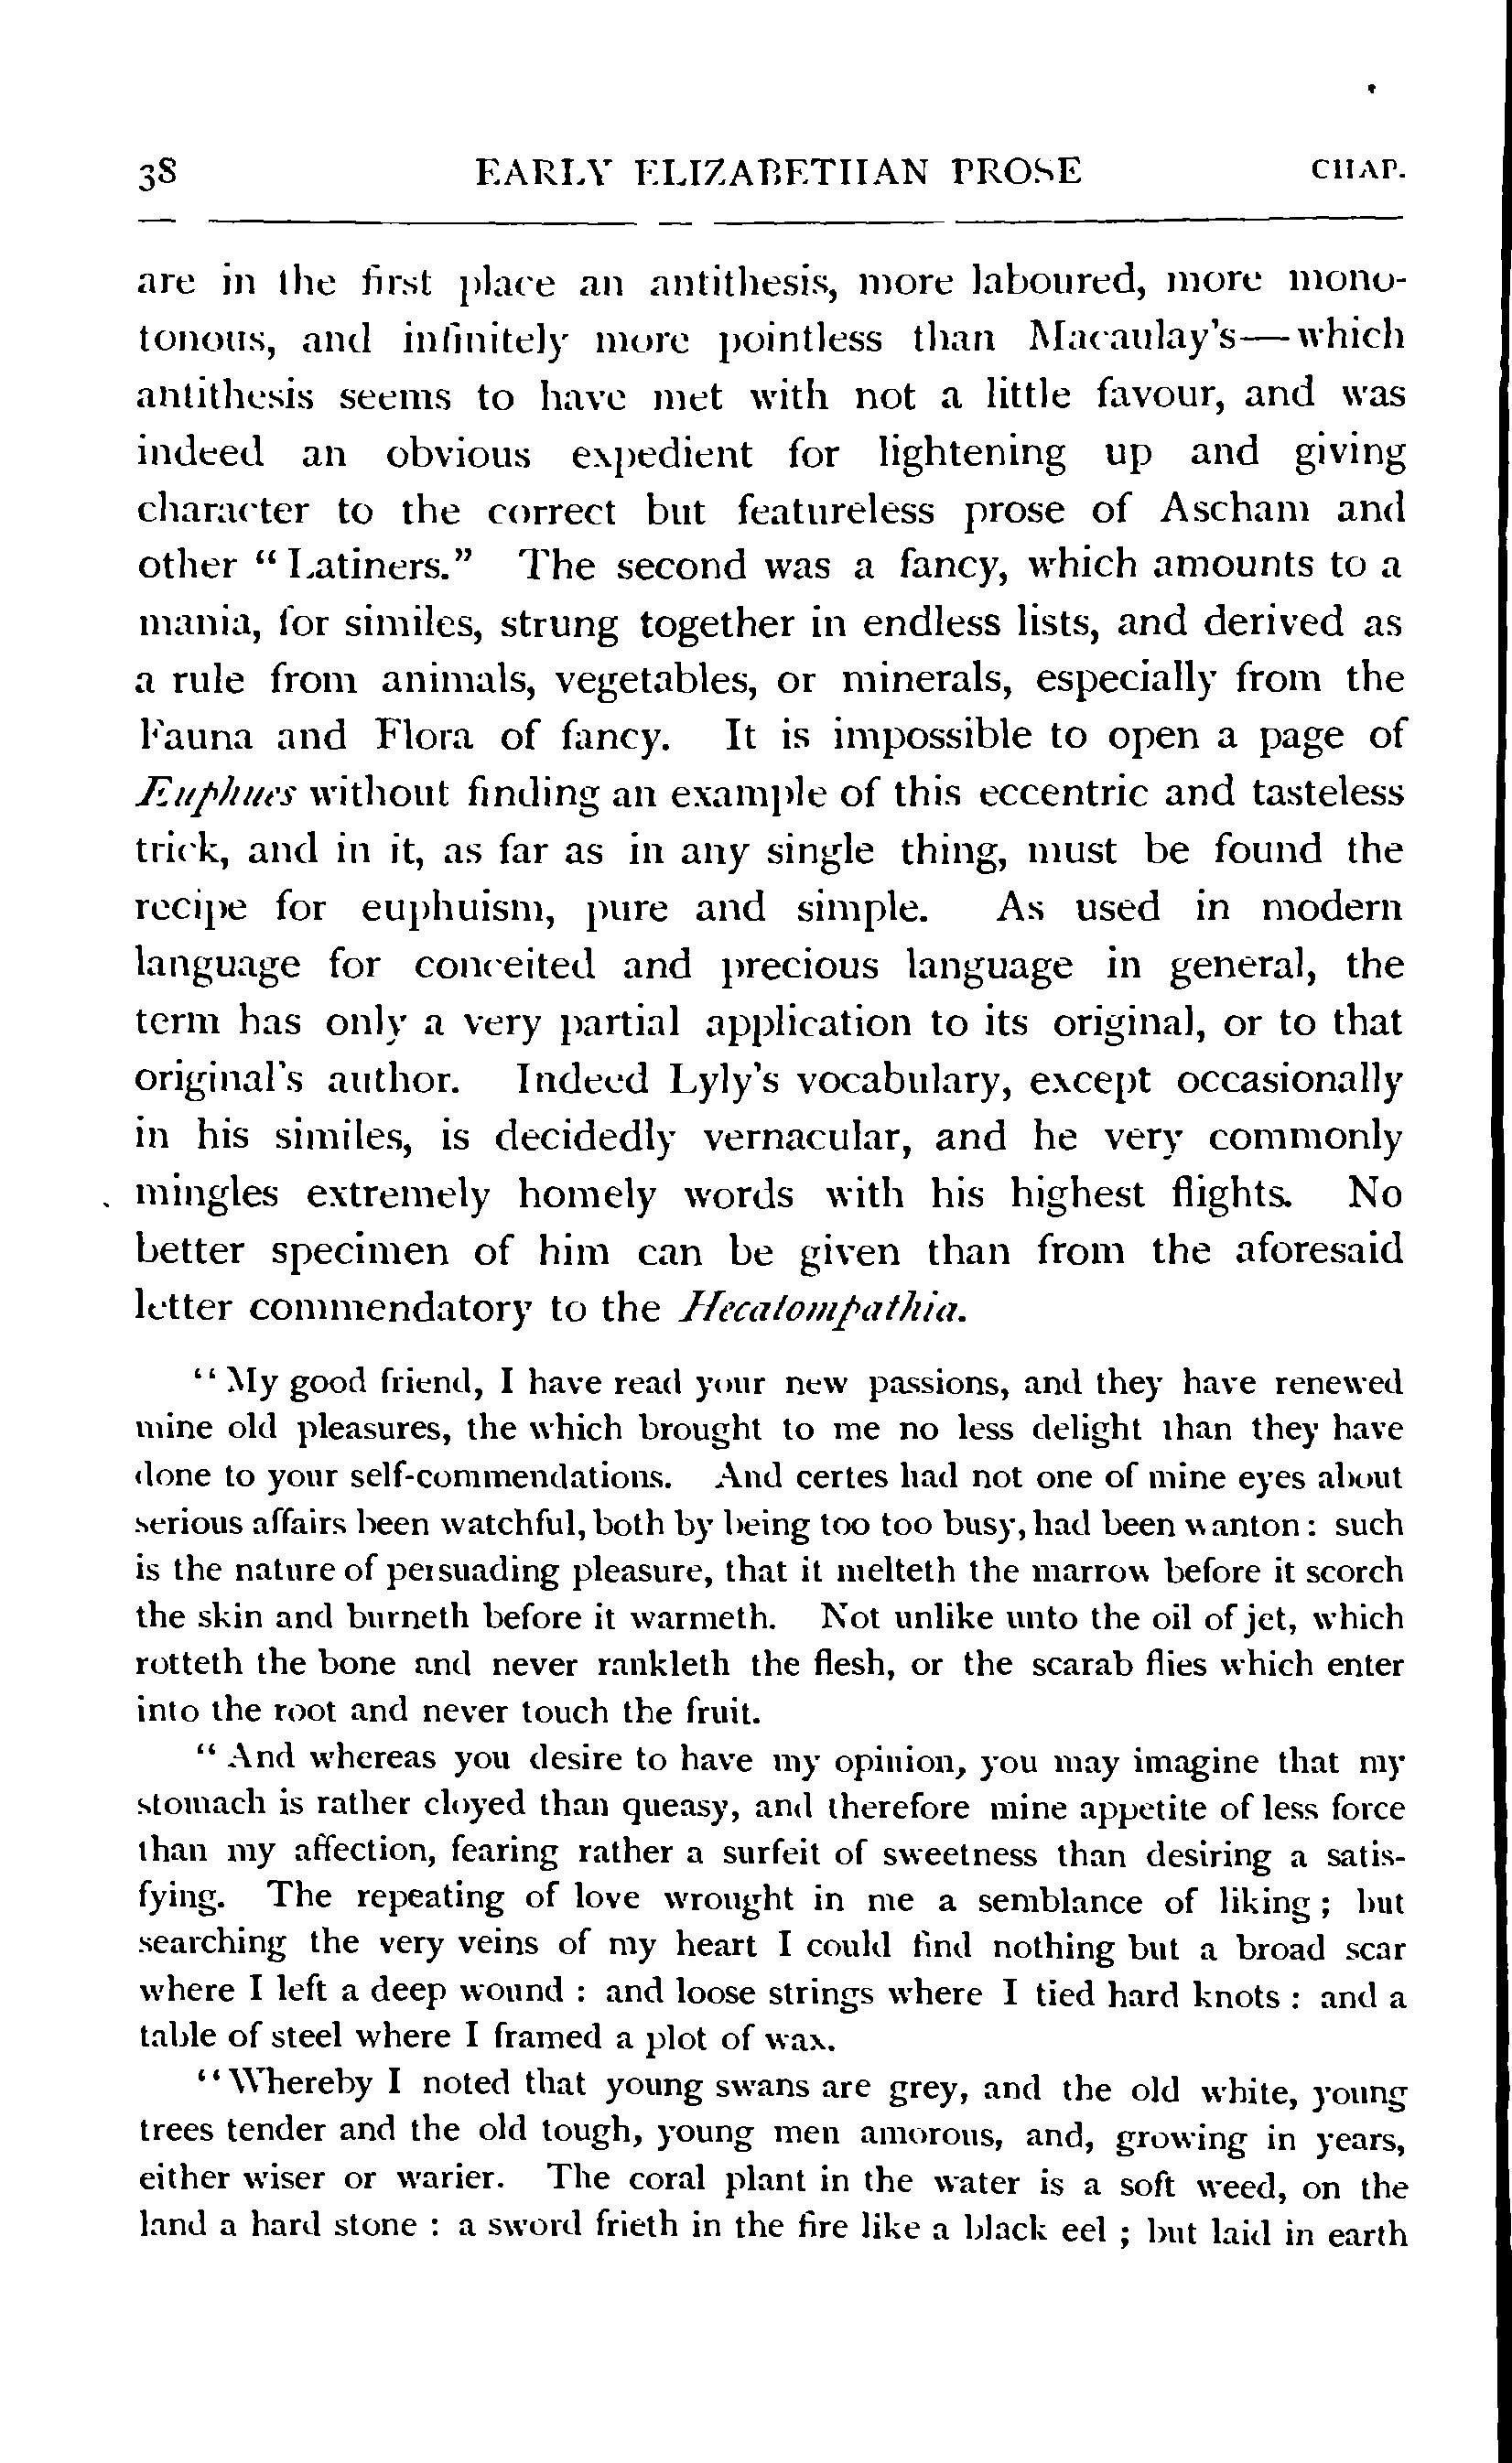 38 EARLY ELIZABETHAN PROSE CHAP.
are in the first place an antithesis, more laboured, more mono-
tonous, and infinitely more pointless than Macaulay's—which
antithesis seems to have met with not a little favour, and was
indeed an obvious expedient for lightening up and giving
character to the correct but featureless prose of Ascham and
other “Latiners.” The second was a fancy, which amounts to a
mania, for similes, strung together in endless lists, and derived as
a rule from animals, vegetables, or minerals, especially from the
Fauna and Flora of fancy. It is impossible to open a page of
Euphues without finding an example of this eccentric and tasteless
trick, and in it, as far as in any single thing, must be found the
recipe for euphuism, pure and simple. As used in modern
language for conceited and precious language in general, the
term has only a very partial application to its original, or to that
original's author. Indeed Lyly's vocabulary, except occasionally
in his similes, is decidedly vernacular, and he very commonly
mingles extremely homely words with his highest flights. No
better specimen of him can be given than from the aforesaid
letter commendatory to the Hecatompathia.
“My good friend, I have read your new passions, and they have renewed
mine old pleasures, the which brought to me no less delight than they have
done to your self-commendations. And certes had not one of mine eyes about
serious affairs been watchful, both by being too too busy, had been wanton: such
is the nature of persuading pleasure, that it melteth the marrow before it scorch
the skin and burneth before it warmeth. Not unlike unto the oil of jet, which
rotteth the bone and never rankleth the flesh, or the scarab flies which enter
into the root and never touch the fruit.
“And whereas you desire to have my opinion, you may imagine that my
stomach is rather cloyed than queasy, and therefore mine appetite of less force
than my affection, fearing rather a surfeit of sweetness than desiring a satis-
fying. The repeating of love wrought in me a semblance of liking; but
searching the very veins of my heart I could find nothing but a broad scar
where I left a deep wound: and loose strings where I tied hard knots: and a
table of steel where I framed a plot of wax.
“Whereby I noted that young swans are grey, and the old white, young
trees tender and the old tough, young men amorous, and, growing in years,
either wiser or warier. The coral plant in the water is a soft weed, on the
land a hard stone: a sword frieth in the fire like a black eel; but laid in earth